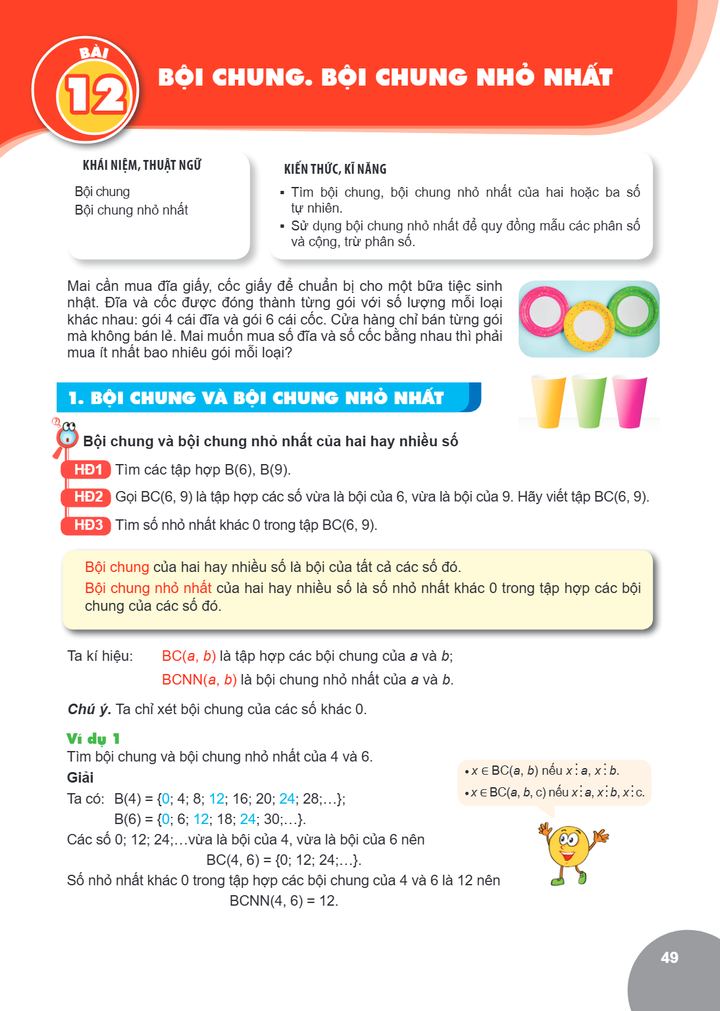 BÀI
12
BỘI CHUNG. BỘI CHUNG NHỎ NHẤT
KHÁI NIỆM, THUẬT NGỮ
Bội chung
Bội chung nhỏ nhất
KIẾN THỨC, KĨ NĂNG
▪ Tìm bội chung, bội chung nhỏ nhất của hai hoặc ba số
tự nhiên.
▪ Sử dụng bội chung nhỏ nhất để quy đồng mẫu các phân số
và cộng, trừ phân số.
Mai cần mua đĩa giấy, cốc giấy để chuẩn bị cho một bữa tiệc sinh
nhật. Đĩa và cốc được đóng thành từng gói với số lượng mỗi loại
khác nhau: gói 4 cái đĩa và gói 6 cái cốc. Cửa hàng chỉ bán từng gói
mà không bán lẻ. Mai muốn mua số đĩa và số cốc bằng nhau thì phải
mua ít nhất bao nhiêu gói mỗi loại?
1. BỘI CHUNG VÀ BỘI CHUNG NHỎ NHẤT
Bội chung và bội chung nhỏ nhất của hai hay nhiều số
HĐ1 Tìm các tập hợp B(6), B(9).
HĐ2 Gọi BC(6, 9) là tập hợp các số vừa là bội của 6, vừa là bội của 9. Hãy viết tập BC(6, 9).
HĐ3 Tìm số nhỏ nhất khác 0 trong tập BC(6, 9).
Bội chung của hai hay nhiều số là bội của tất cả các số đó.
Bội chung nhỏ nhất của hai hay nhiều số là số nhỏ nhất khác 0 trong tập hợp các bội
chung của các số đó.
Ta kí hiệu: BC(a, b) là tập hợp các bội chung của a và b;
BCNN(a, b) là bội chung nhỏ nhất của a và b.
Chú ý. Ta chỉ xét bội chung của các số khác 0.
Ví dụ 1
Tìm bội chung và bội chung nhỏ nhất của 4 và 6.
Giải
Ta có: B(4) = {0; 4; 8; 12; 16; 20; 24; 28;…};
B(6) = {0; 6; 12; 18; 24; 30;…}.
Các số 0; 12; 24;…vừa là bội của 4, vừa là bội của 6 nên
BC(4, 6) = {0; 12; 24;…}.
Số nhỏ nhất khác 0 trong tập hợp các bội chung của 4 và 6 là 12 nên
BCNN(4, 6) = 12.
• x ∈ BC(a, b) nếu x ⋮ a, x ⋮ b.
• x ∈ BC(a, b, c) nếu x ⋮ a, x ⋮ b, x ⋮ c.
49